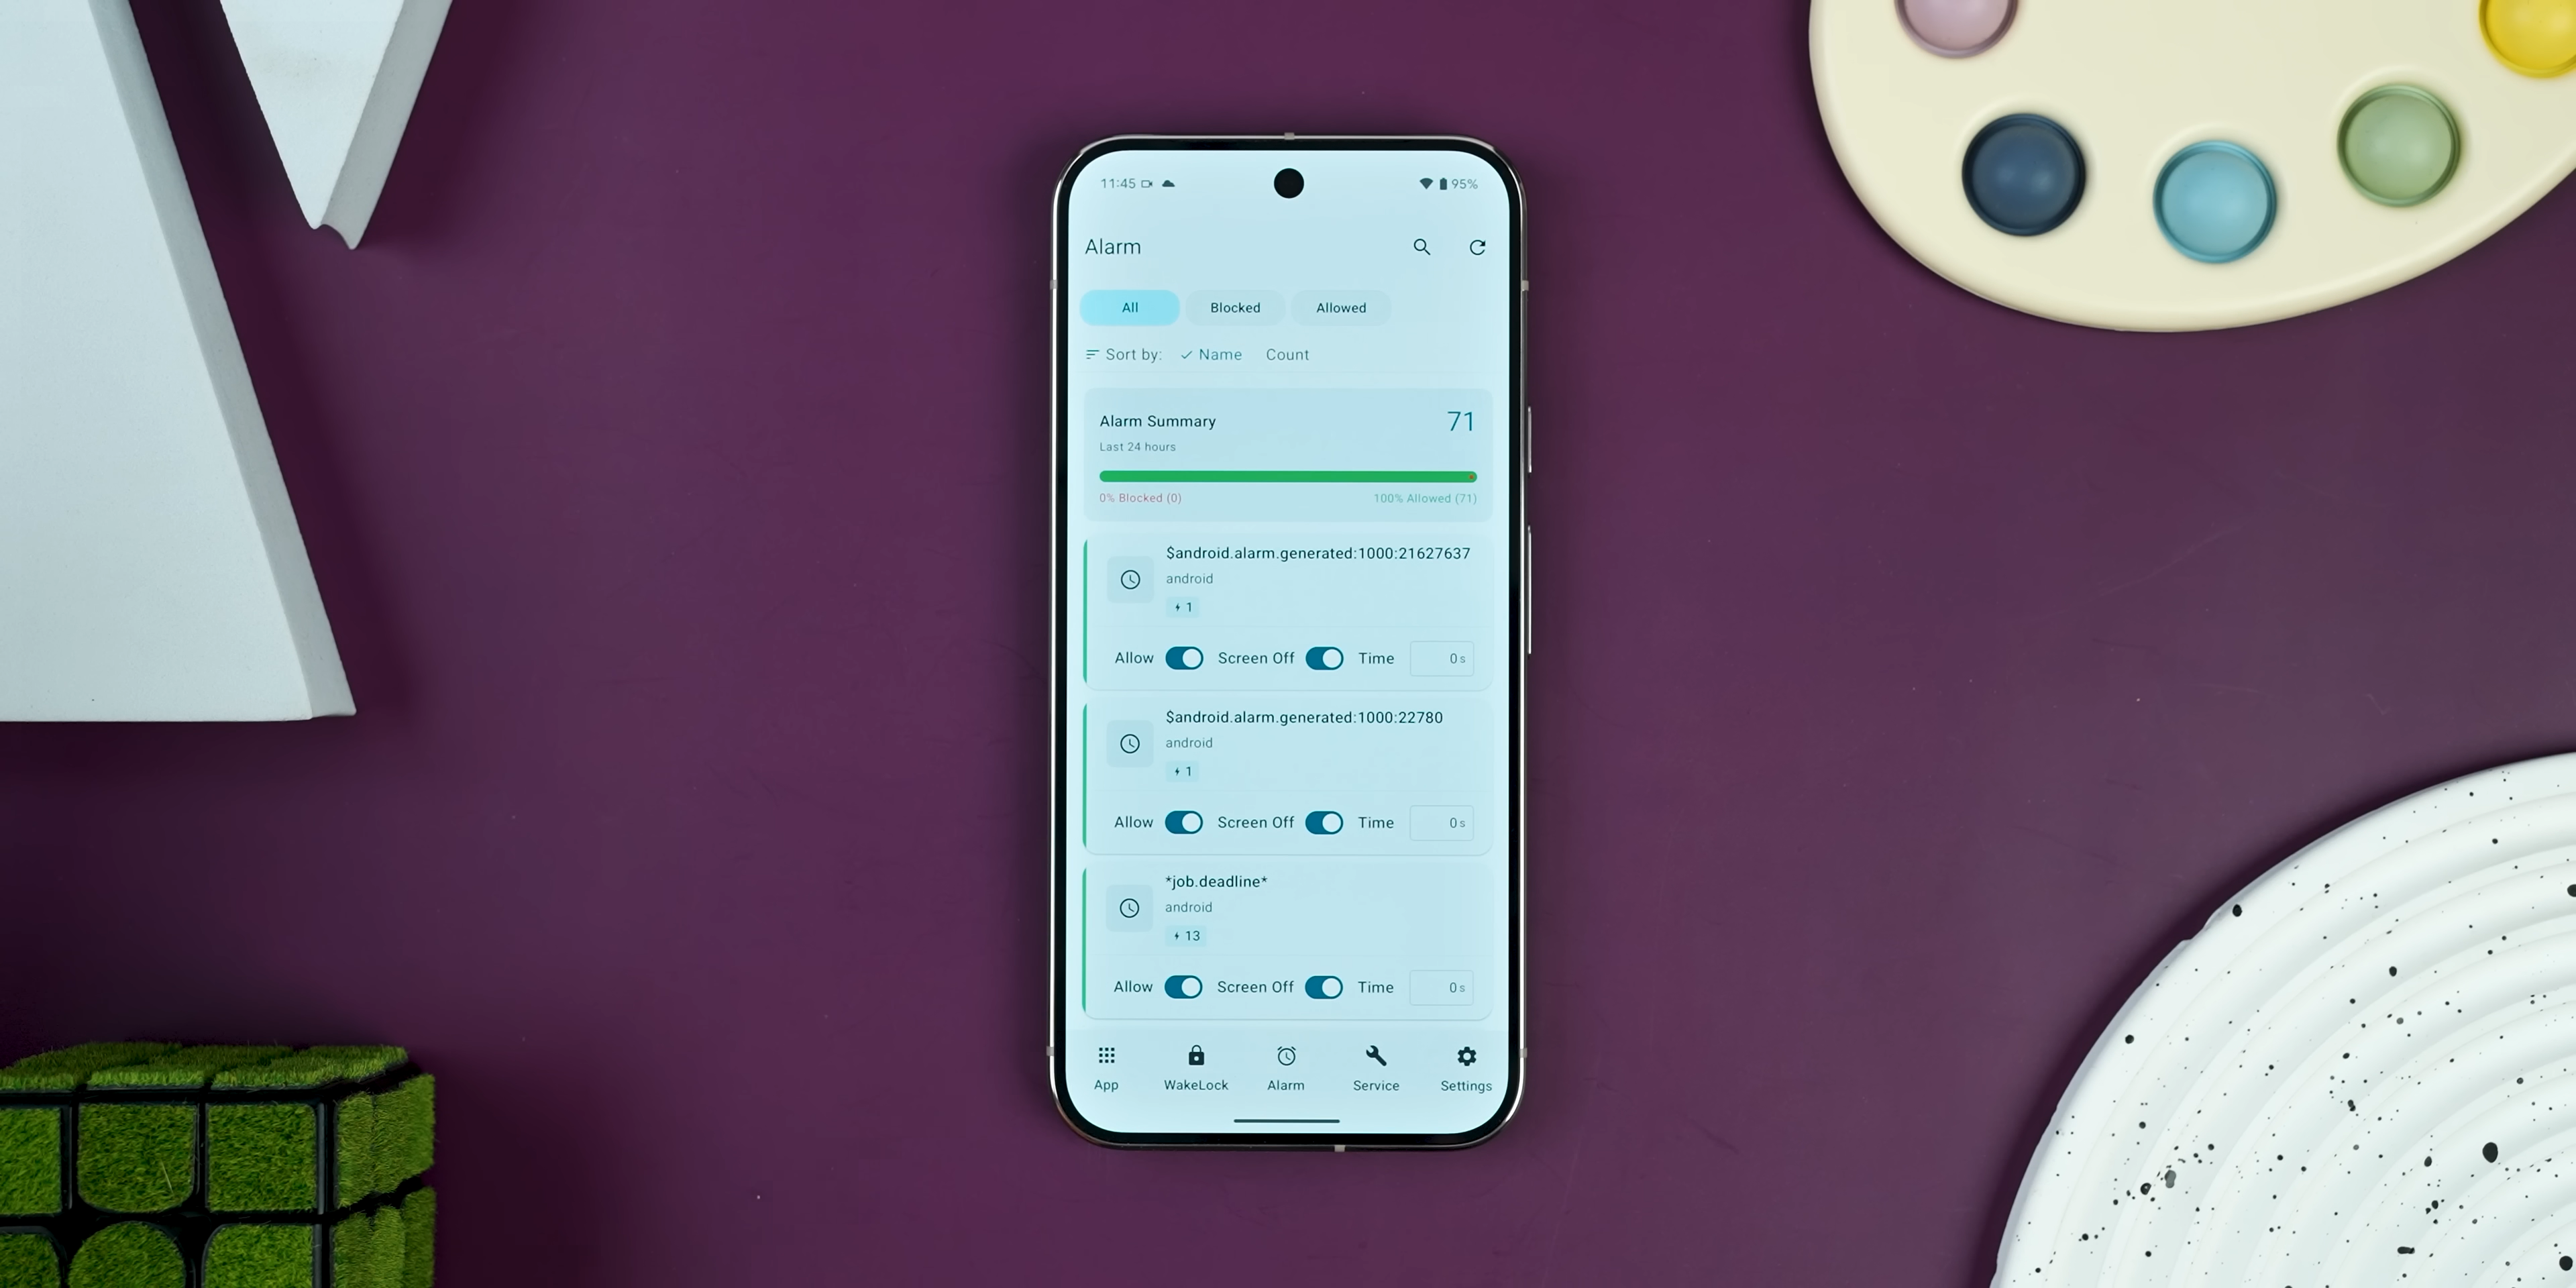 11:45 95%
Alarm
All Blocked Allowed
Sort by: Name Count
Alarm Summary 71
Last 24 hours
0% Blocked (0) 100% Allowed (71)
$android.alarm.generated:1000:21627637
android
1
Allow Screen Off Time 0 s
$android.alarm.generated:1000:22780
android
1
Allow Screen Off Time 0 s
*job.deadline*
android
13
Allow Screen Off Time 0 s
App WakeLock Alarm Service Settings